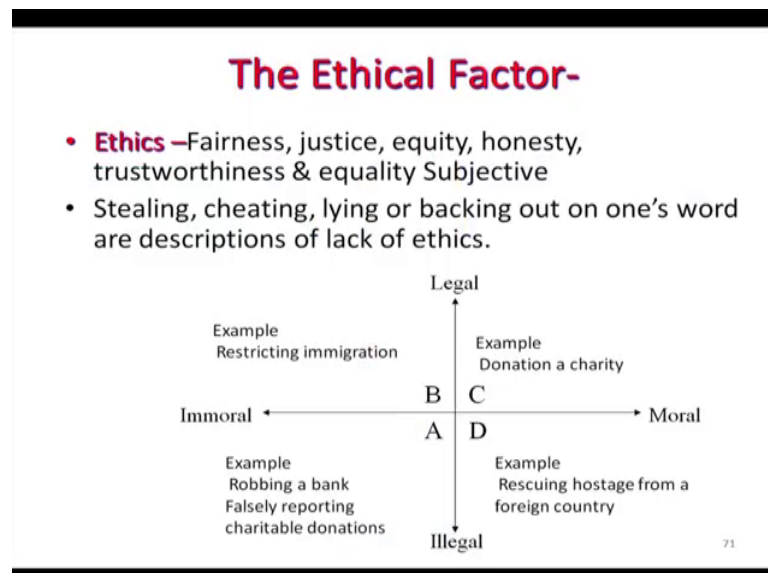 The Ethical Factor-
• Ethics –Fairness, justice, equity, honesty,
trustworthiness & equality Subjective
• Stealing, cheating, lying or backing out on one's word
are descriptions of lack of ethics.
Legal
Example
Restricting immigration
Example
Donation a charity
B C
Immoral
Moral
A D
Example
Robbing a bank
Falsely reporting
charitable donations
Example
Rescuing hostage from a
foreign country
Illegal
71